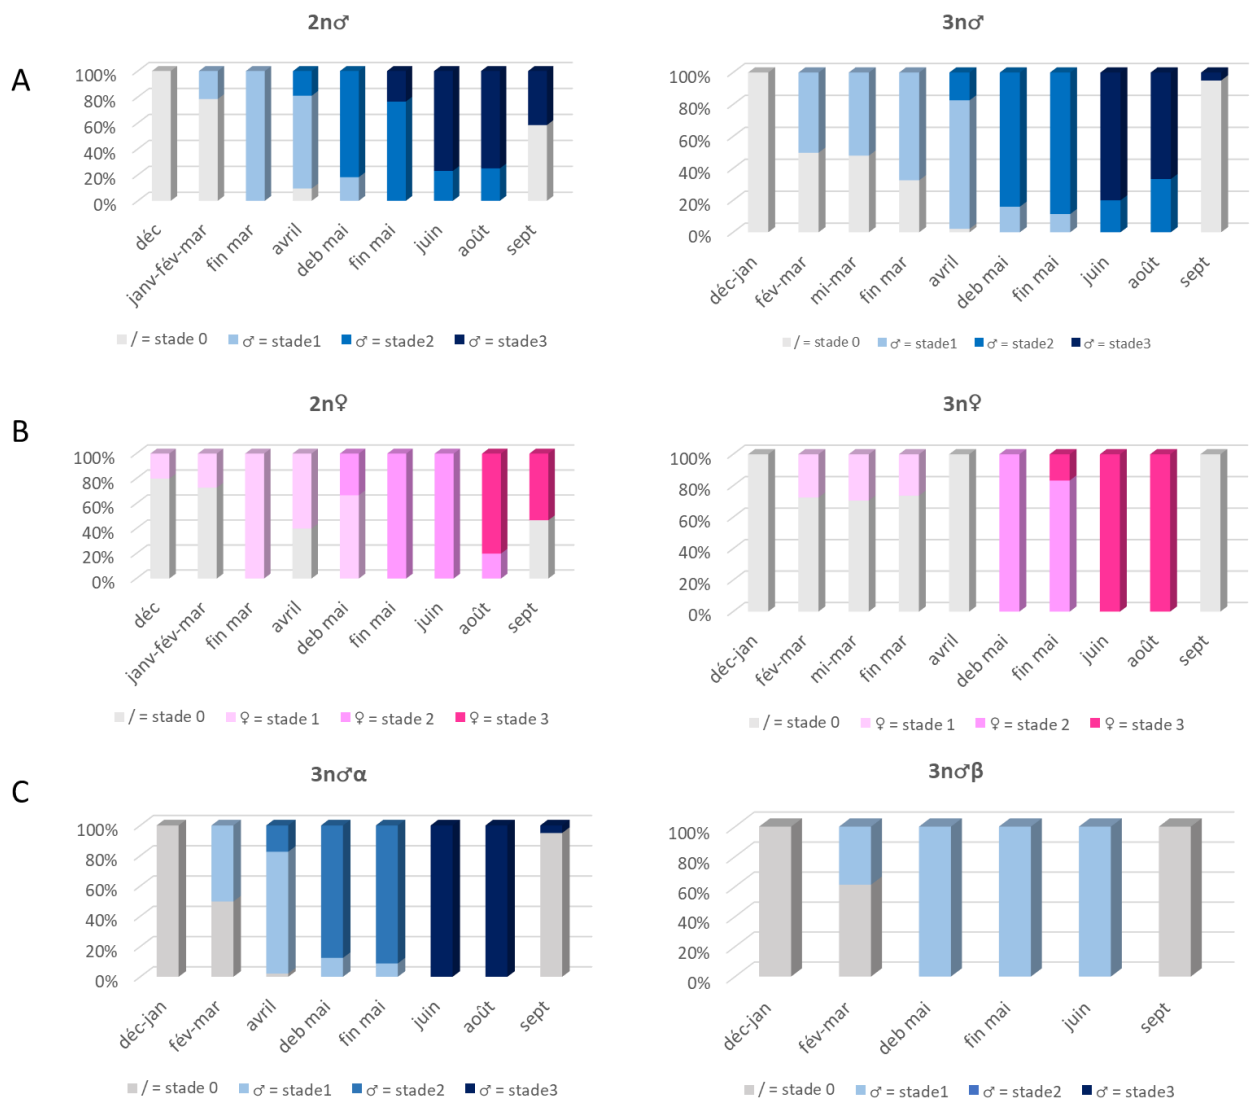 A
2n♂
100%
80%
60%
40%
20%
0%
déc
janv-fév-mar
fin mar
avril
deb mai
fin mai
juin
août
sept
/ = stade 0 ♂ = stade1 ♂ = stade2 ♂ = stade3
3n♂
100%
80%
60%
40%
20%
0%
déc-jan
fév-mar
mi-mar
fin mar
avril
deb mai
fin mai
juin
août
sept
/ = stade 0 ♂ = stade1 ♂ = stade2 ♂ = stade3
B
2n♀
100%
80%
60%
40%
20%
0%
déc
janv-fév-mar
fin mar
avril
deb mai
fin mai
juin
août
sept
/ = stade 0 ♀ = stade 1 ♀ = stade 2 ♀ = stade 3
3n♀
100%
80%
60%
40%
20%
0%
déc-jan
fév-mar
mi-mar
fin mar
avril
deb mai
fin mai
juin
août
sept
/ = stade 0 ♀ = stade 1 ♀ = stade 2 ♀ = stade 3
C
3n♂α
100%
80%
60%
40%
20%
0%
déc-jan
fév-mar
avril
deb mai
fin mai
juin
août
sept
/ = stade 0 ♂ = stade1 ♂ = stade2 ♂ = stade3
3n♂β
100%
80%
60%
40%
20%
0%
déc-jan
fév-mar
deb mai
fin mai
juin
sept
/ = stade 0 ♂ = stade1 ♂ = stade2 ♂ = stade3